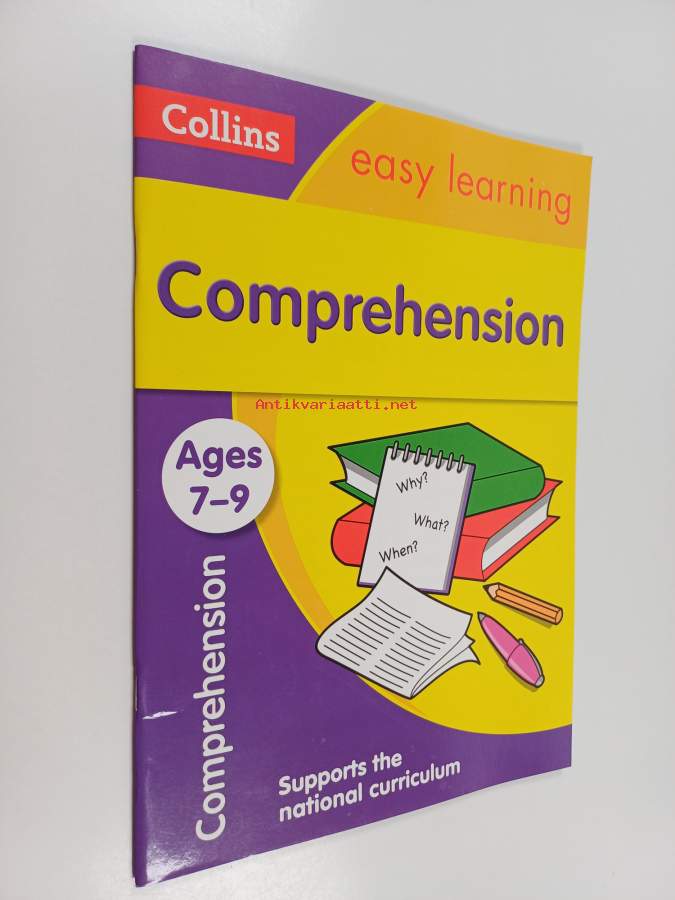 Collins
easy learning
Comprehension
Antikvariaatti.net
Ages
7–9
Why?
What?
When?
Comprehension
Supports the
national curriculum